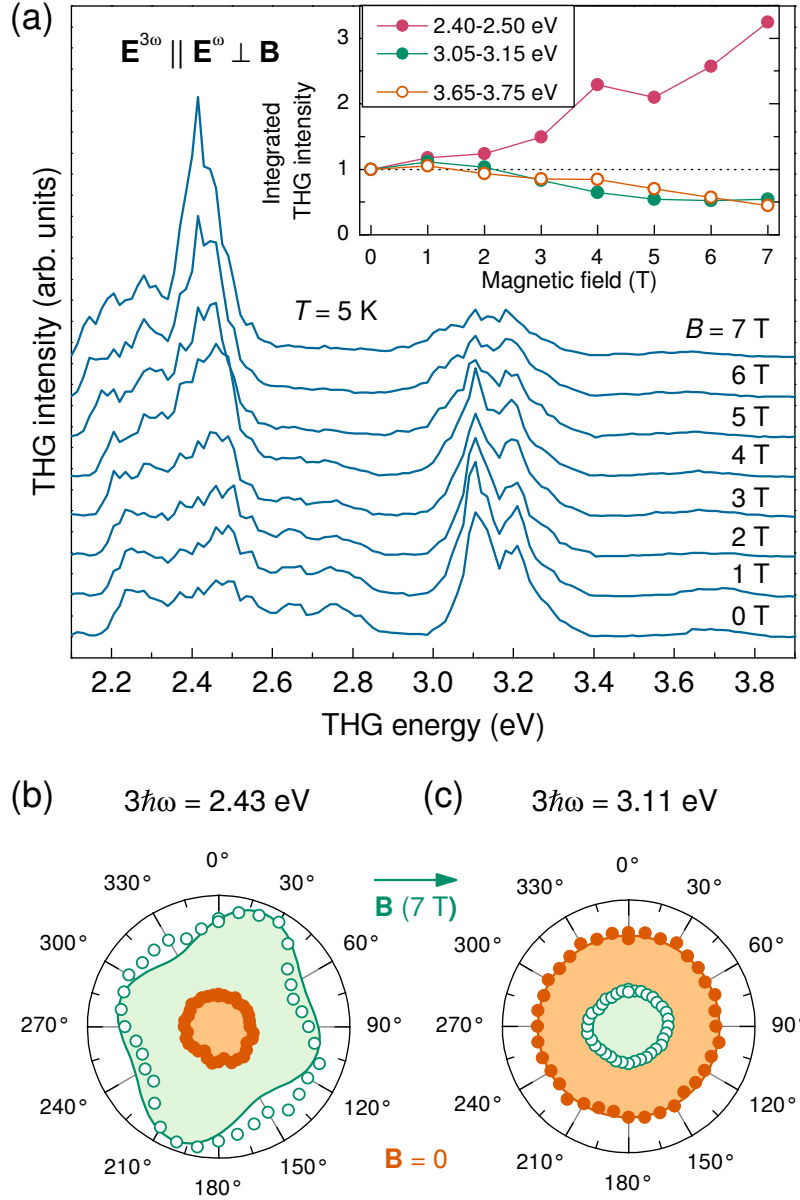 (a)
E³ω || Eω ⊥ B
2.40-2.50 eV
3.05-3.15 eV
3.65-3.75 eV
3
2
1
0
Integrated
THG intensity
0 1 2 3 4 5 6 7
Magnetic field (T)
T = 5 K
B = 7 T
6 T
5 T
4 T
3 T
2 T
1 T
0 T
THG intensity (arb. units)
2.2 2.4 2.6 2.8 3.0 3.2 3.4 3.6 3.8
THG energy (eV)
(b)
3ħω = 2.43 eV
0°
30°
60°
90°
120°
150°
180°
210°
240°
270°
300°
330°
B (7 T)
B = 0
(c)
3ħω = 3.11 eV
0°
30°
60°
90°
120°
150°
180°
210°
240°
270°
300°
330°